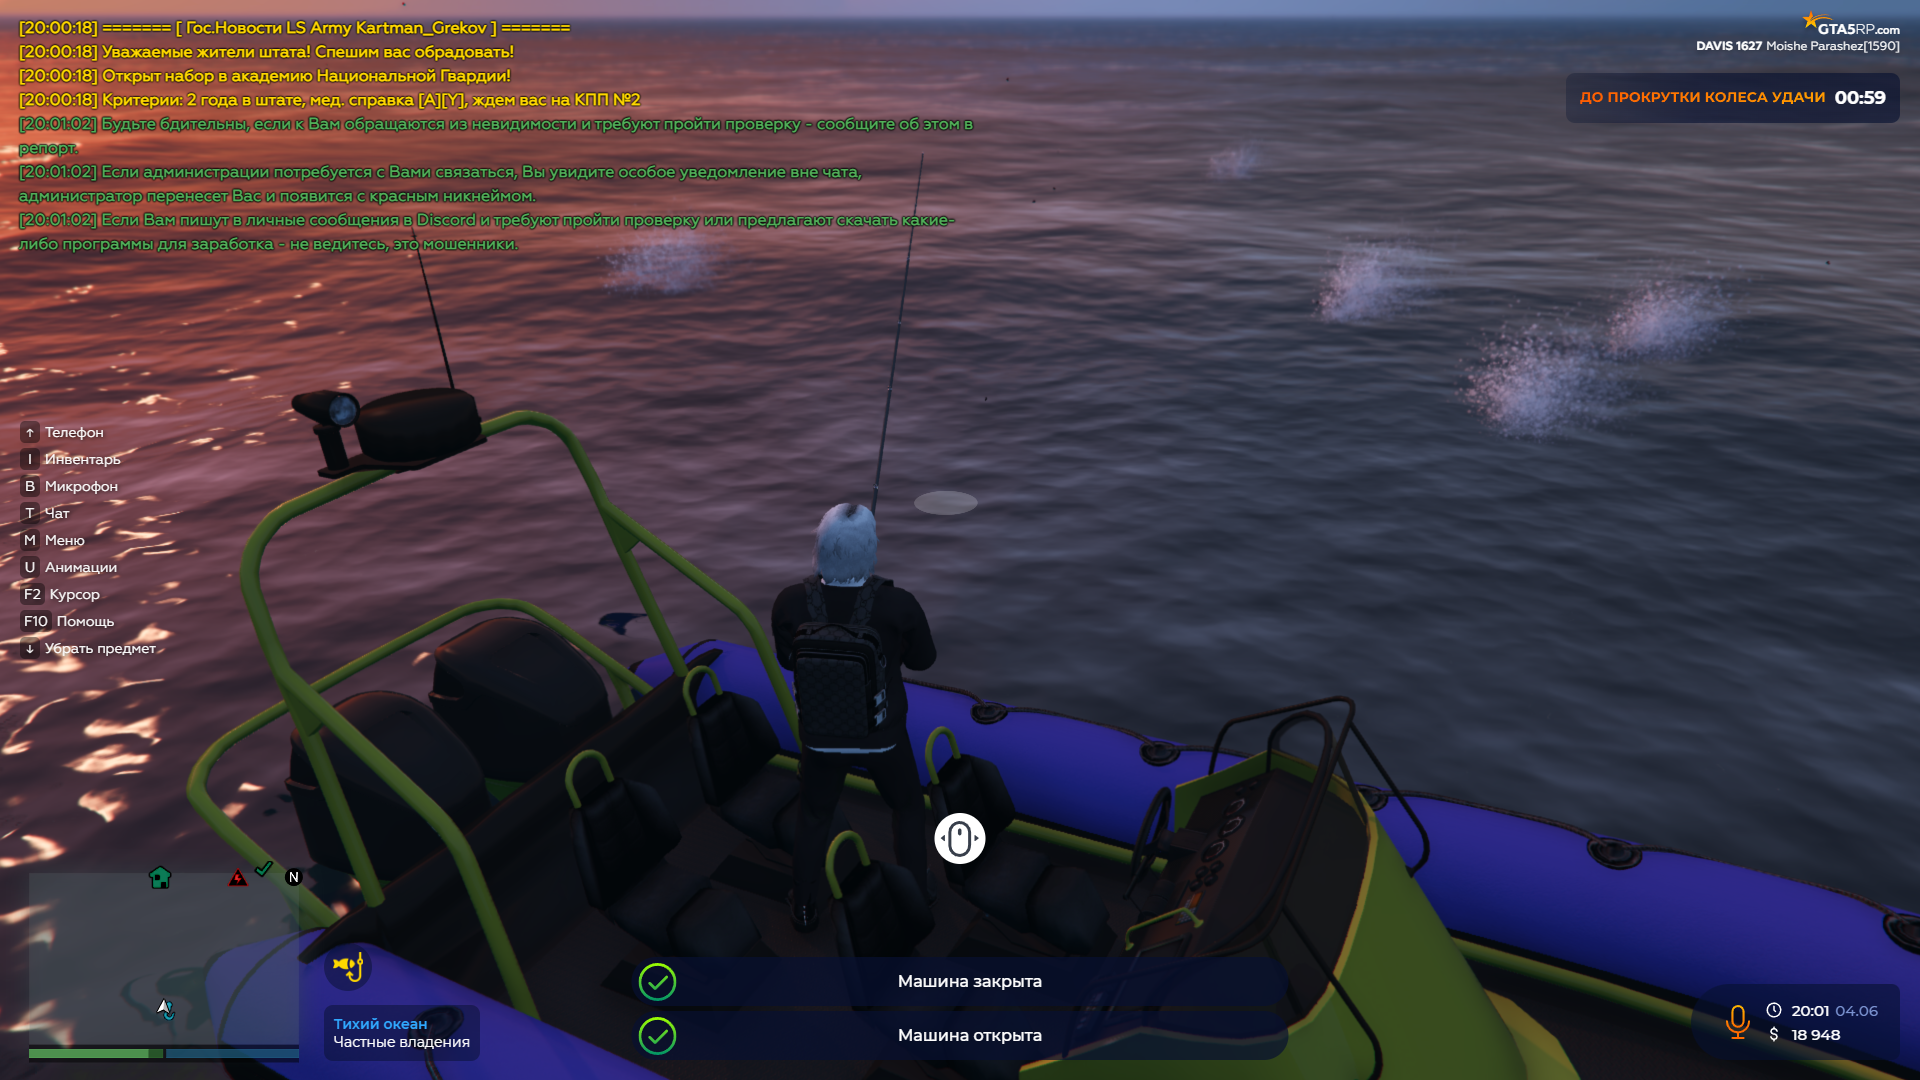 [20:00:18] ======= [ Гос.Новости LS Army Kartman_Grekov ] =======
[20:00:18] Уважаемые жители штата! Спешим вас обрадовать!
[20:00:18] Открыт набор в академию Национальной Гвардии!
[20:00:18] Критерии: 2 года в штате, мед. справка [A][Y], ждем вас на КПП №2
[20:01:02] Будьте бдительны, если к Вам обращаются из невидимости и требуют пройти проверку - сообщите об этом в
репорт.
[20:01:02] Если администрации потребуется с Вами связаться, Вы увидите особое уведомление вне чата,
администратор перенесет Вас и появится с красным никнеймом.
[20:01:02] Если Вам пишут в личные сообщения в Discord и требуют пройти проверку или предлагают скачать какие-
либо программы для заработка - не ведитесь, это мошенники.
GTA5RP.com
DAVIS 1627 Moishe Parashez[1590]
ДО ПРОКРУТКИ КОЛЕСА УДАЧИ 00:59
↑ Телефон
I Инвентарь
B Микрофон
T Чат
M Меню
U Анимации
F2 Курсор
F10 Помощь
↓ Убрать предмет
N
Тихий океан
Частные владения
Машина закрыта
Машина открыта
20:01 04.06
$ 18 948